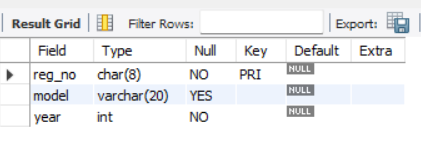 Result Grid Filter Rows: Export:
Field Type Null Key Default Extra
reg_no char(8) NO PRI NULL
model varchar(20) YES NULL
year int NO NULL